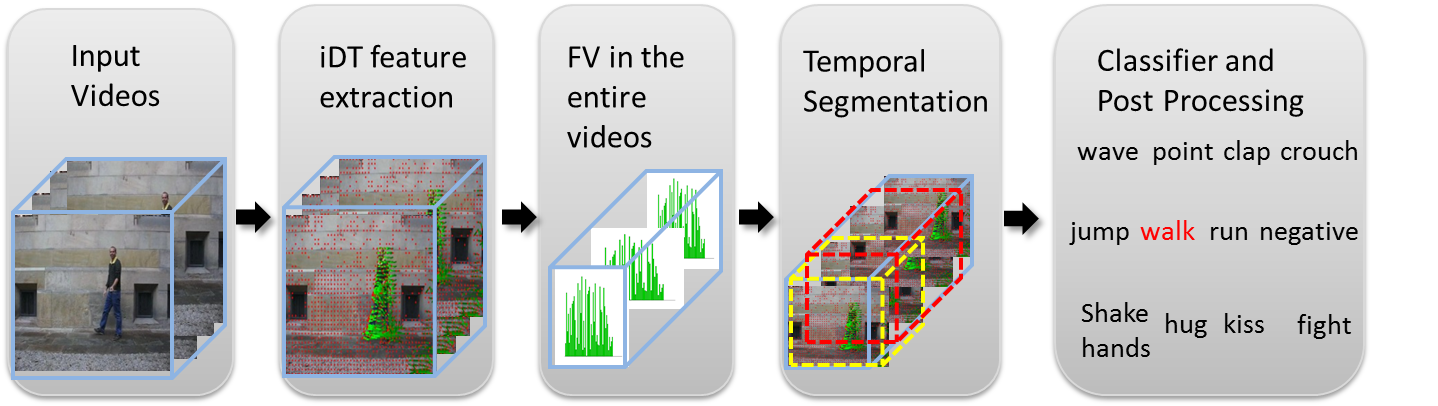 Input
Videos
iDT feature
extraction
FV in the
entire
videos
Temporal
Segmentation
Classifier and
Post Processing
wave point clap crouch
jump walk run negative
Shake
hands
hug kiss fight